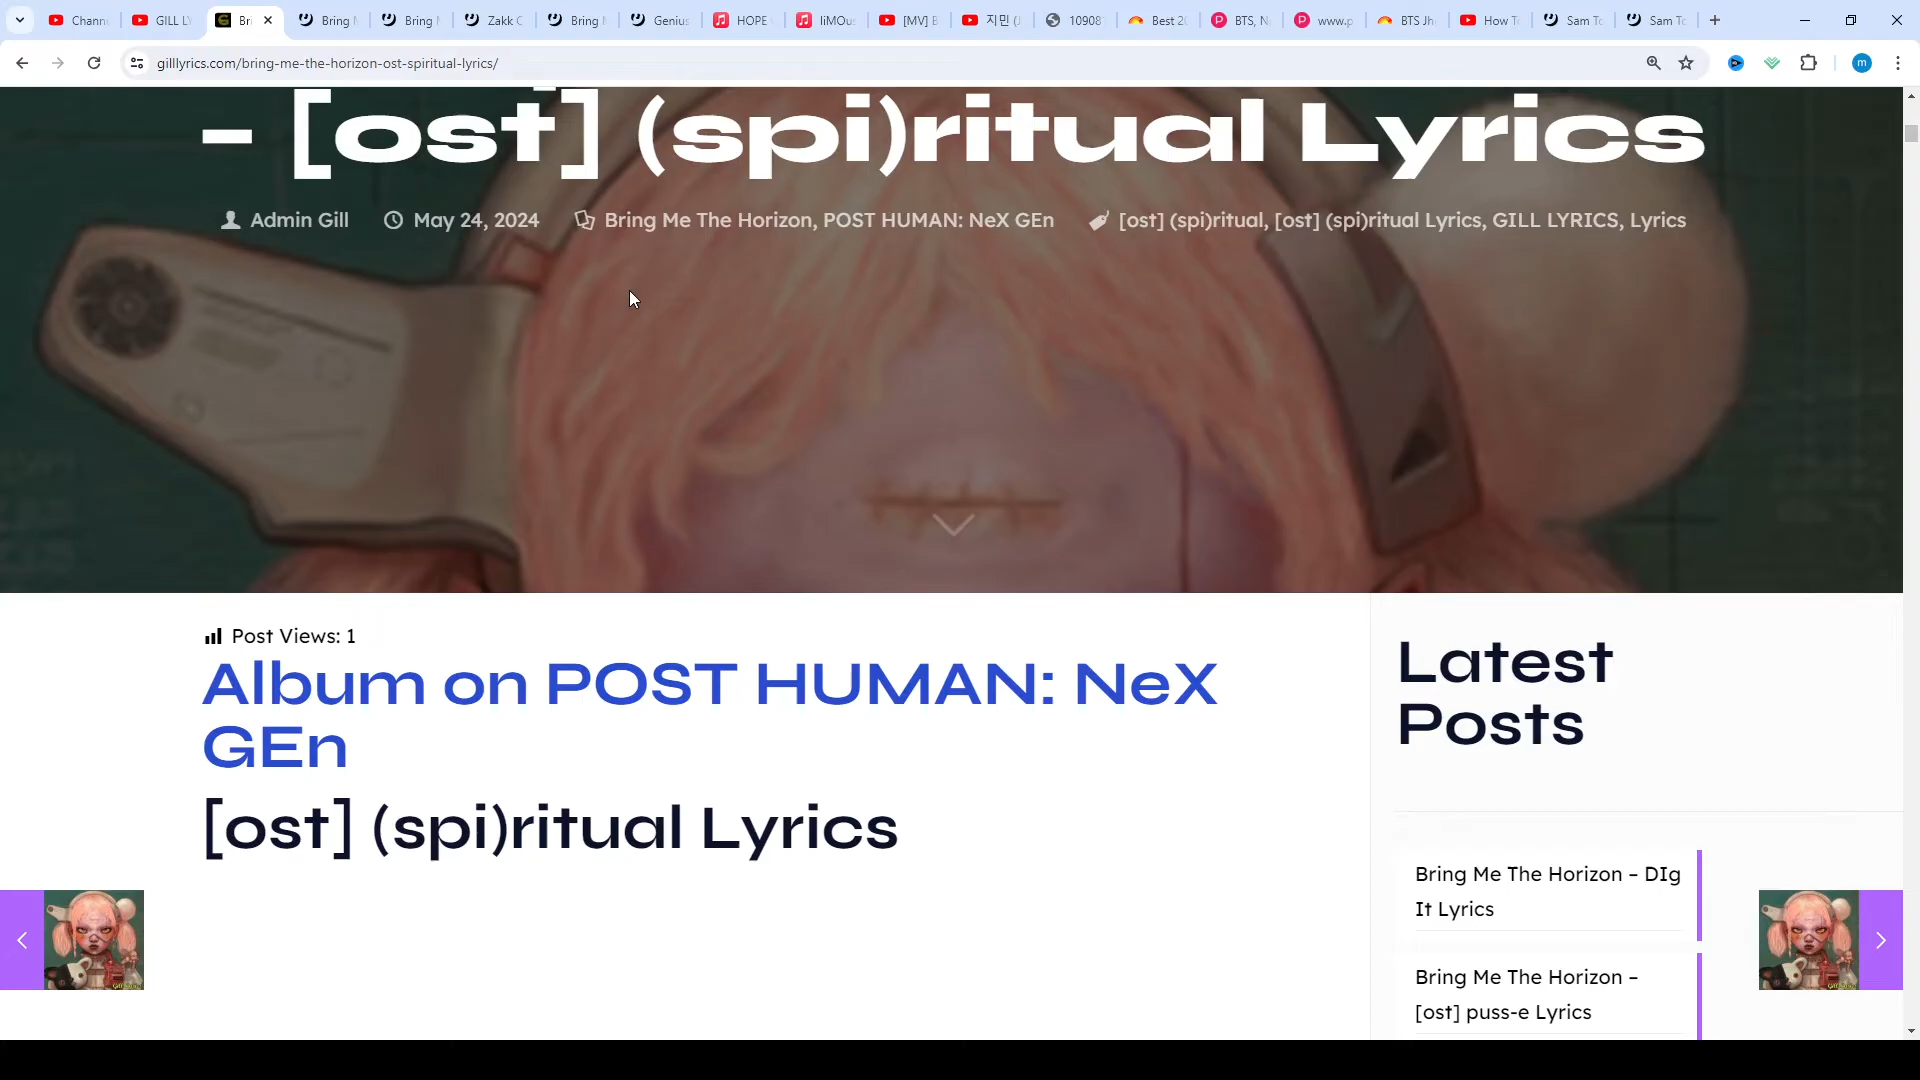 Chann
GILL LY
Bri
Bring M
Bring M
Zakk C
Bring M
Genius
HOPE
liMOu
[MV] B
지민 (J
10908
Best 20
BTS, N
www.p
BTS Jh
How T
Sam To
Sam To
gilllyrics.com/bring-me-the-horizon-ost-spiritual-lyrics/
m
- [ost] (spi)ritual Lyrics
Admin Gill
May 24, 2024
Bring Me The Horizon, POST HUMAN: NeX GEn
[ost] (spi)ritual, [ost] (spi)ritual Lyrics, GILL LYRICS, Lyrics
Post Views: 1
Album on POST HUMAN: NeX
GEn
[ost] (spi)ritual Lyrics
Latest
Posts
Bring Me The Horizon – DIg
It Lyrics
Bring Me The Horizon –
[ost] puss-e Lyrics